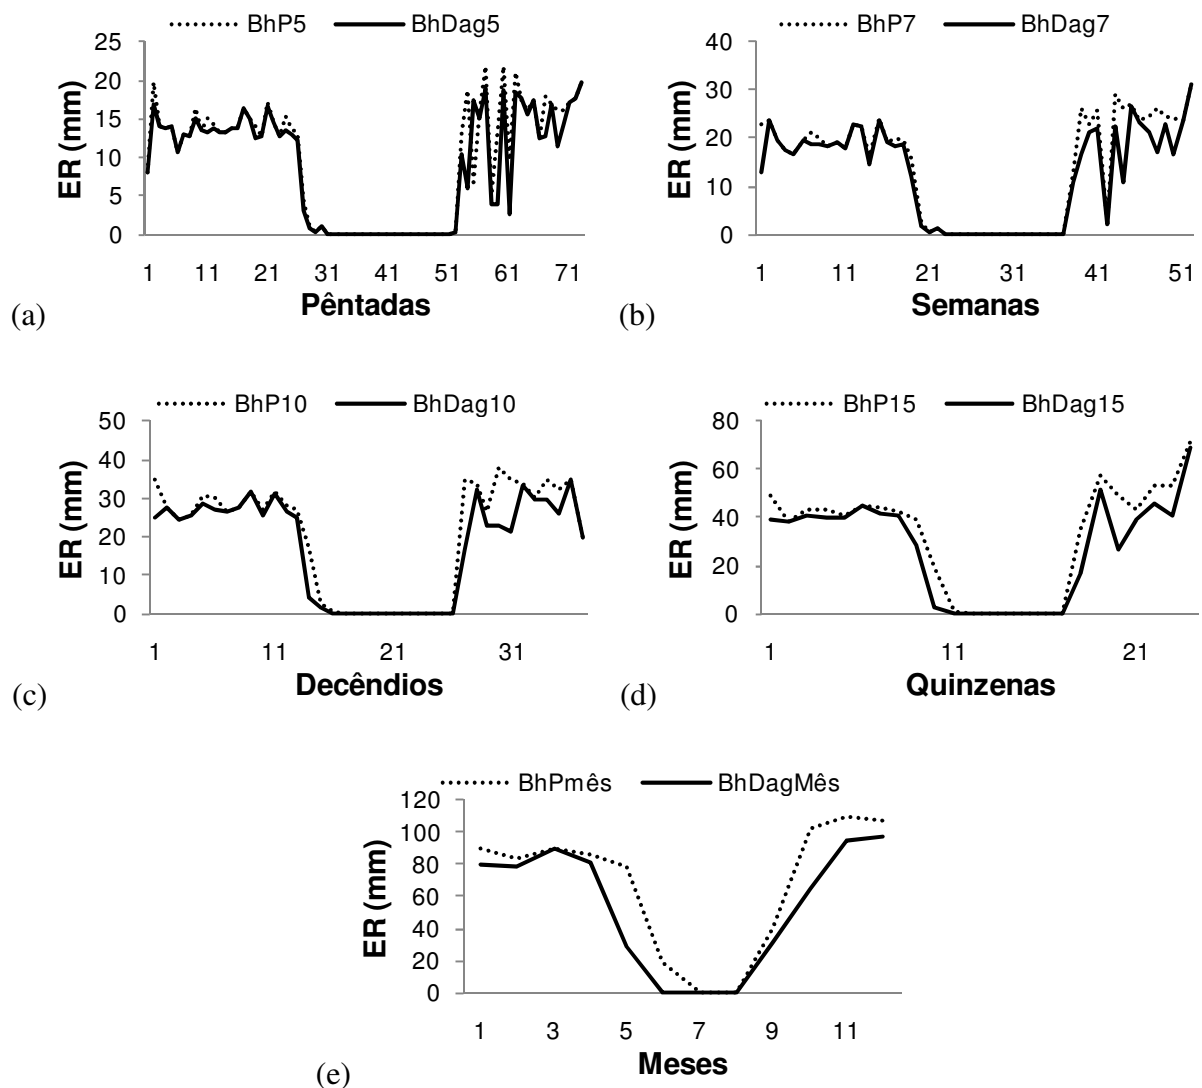 BhP5 BhDag5
25
20
15
10
5
0
ER (mm)
1 11 21 31 41 51 61 71
Pêntadas
(a)
BhP7 BhDag7
40
30
20
10
0
ER (mm)
1 11 21 31 41 51
Semanas
(b)
BhP10 BhDag10
50
40
30
20
10
0
ER (mm)
1 11 21 31
Decêndios
(c)
BhP15 BhDag15
80
60
40
20
0
ER (mm)
1 11 21
Quinzenas
(d)
BhPmês BhDagMês
120
100
80
60
40
20
0
ER (mm)
1 3 5 7 9 11
Meses
(e)